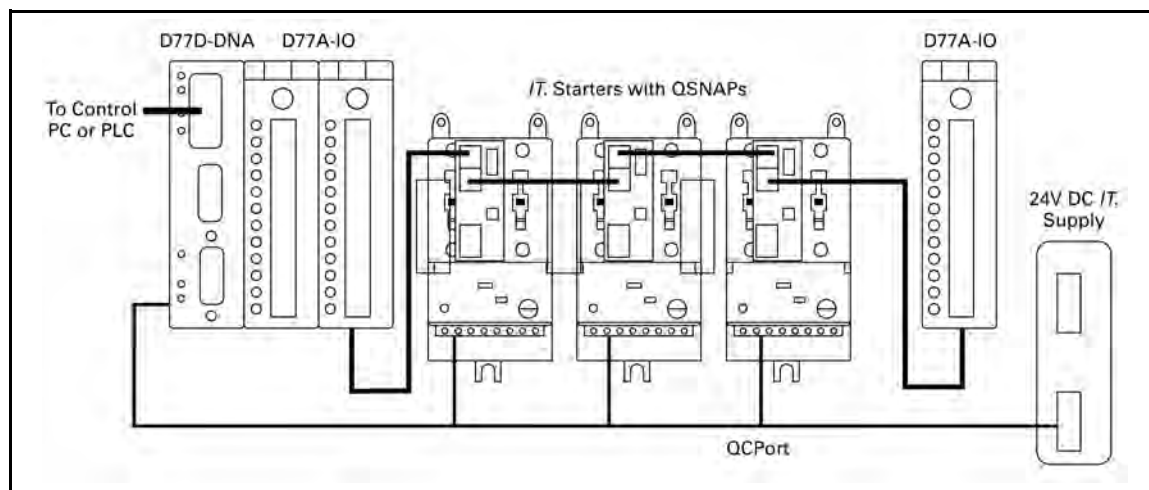 D77D-DNA
D77A-IO
D77A-IO
To Control
PC or PLC
IT. Starters with QSNAPs
24V DC IT.
Supply
QCPort